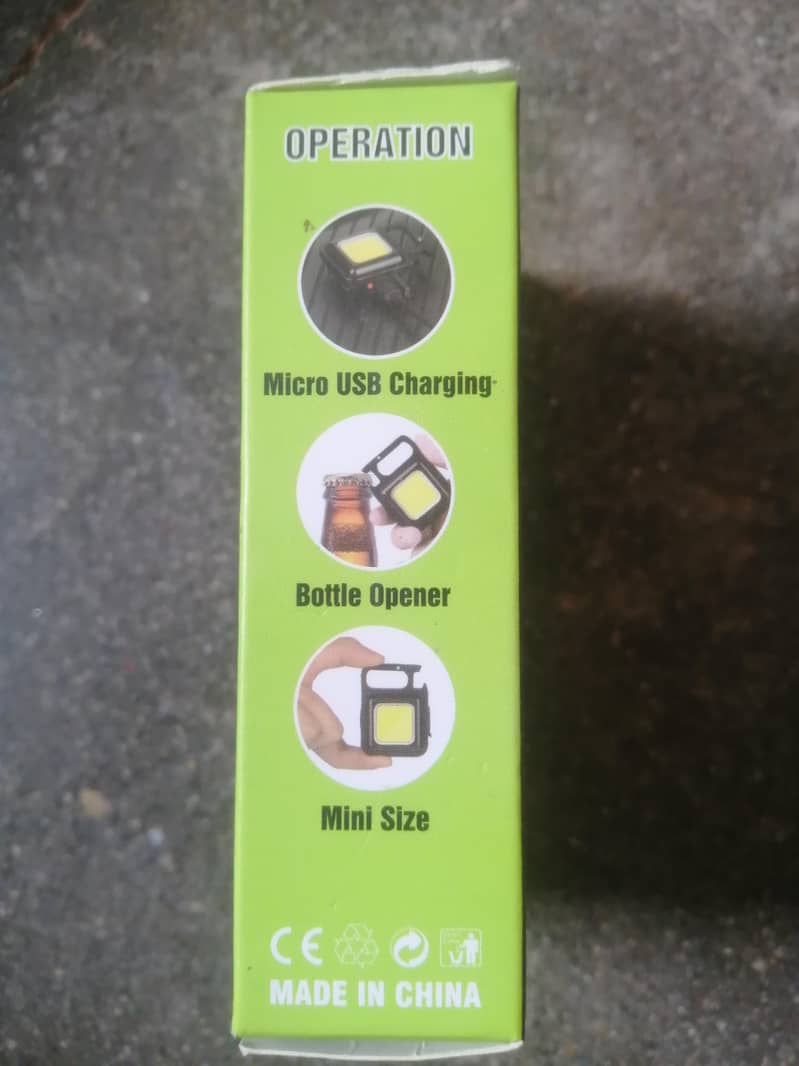 OPERATION
Micro USB Charging
Bottle Opener
Mini Size
CE
MADE IN CHINA